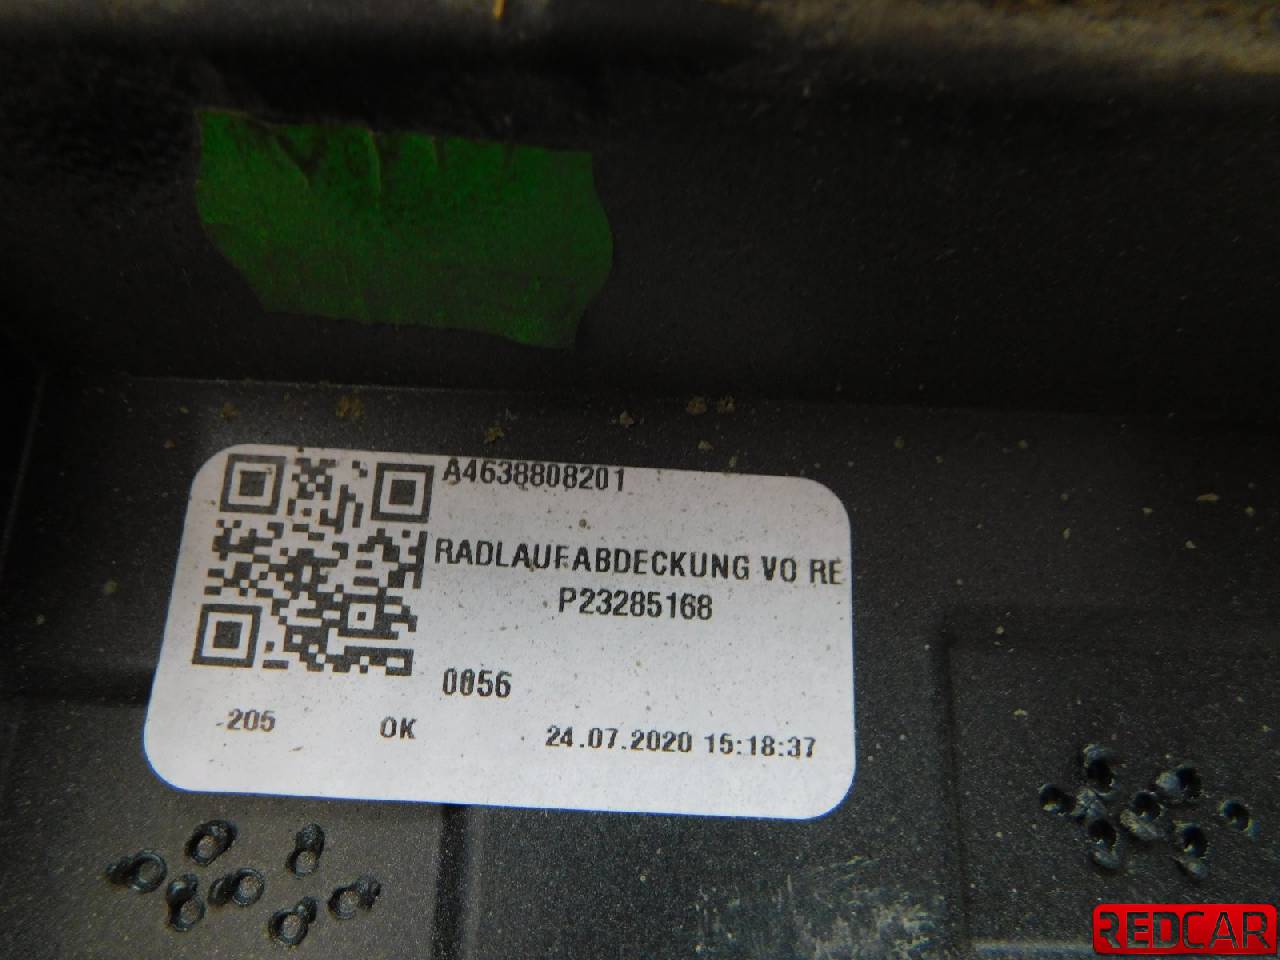 A4638808201
RADLAUFABDECKUNG VO RE
P23285168
0056
-205 OK 24.07.2020 15:18:37
REDCAR